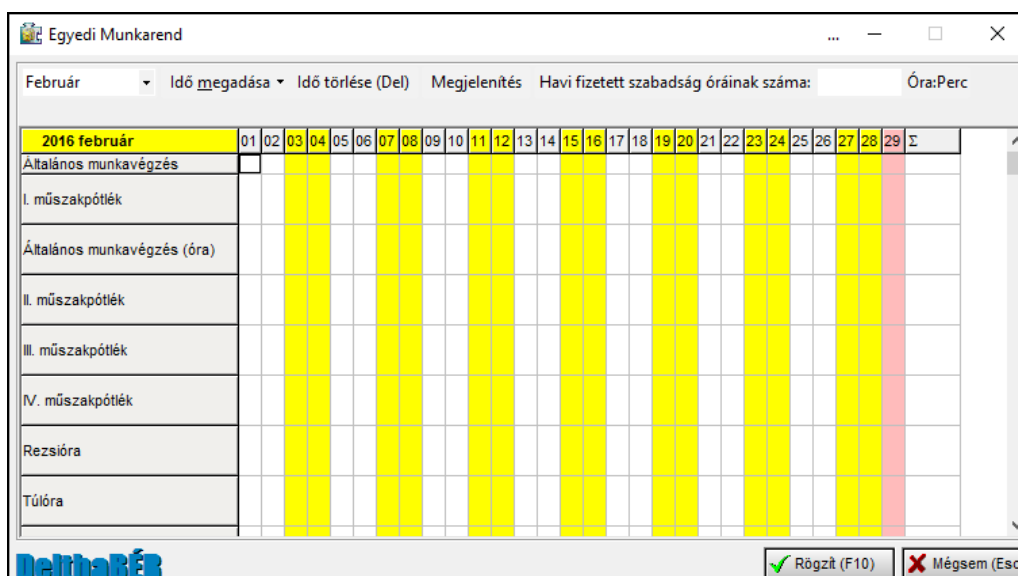 Egyedi Munkarend ...
Február Idő megadása Idő törlése (Del) Megjelenítés Havi fizetett szabadság óráinak száma: Óra:Perc
2016 február 01 02 03 04 05 06 07 08 09 10 11 12 13 14 15 16 17 18 19 20 21 22 23 24 25 26 27 28 29 Σ
Általános munkavégzés
I. műszakpótlék
Általános munkavégzés (óra)
II. műszakpótlék
III. műszakpótlék
IV. műszakpótlék
Rezsióra
Túlóra
DelthaBÉR Rögzít (F10) Mégsem (Esc